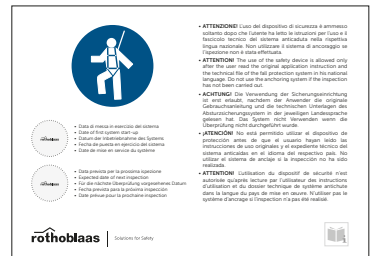 • ATTENZIONE! L'uso del dispositivo di sicurezza è ammesso
soltanto dopo che l'utente ha letto le istruzioni per l'uso e il
fascicolo tecnico del sistema anticaduta nella rispettiva
lingua nazionale. Non utilizzare il sistema di ancoraggio se
l'ispezione non è stata effettuata.
• ATTENTION! The use of the safety device is allowed only
after the user read the original application instruction and
the technical file of the fall protection system in his national
language. Do not use the anchoring system if the inspection
has not been carried out.
• ACHTUNG! Die Verwendung der Sicherungseinrichtung
ist erst erlaubt, nachdem der Anwender die originale
Gebrauchsanleitung und die technischen Unterlagen des
Absturzsicherungssystem in der jeweiligen Landessprache
gelesen hat. Das System nicht Verwenden wenn die
Überprüfung nicht durchgeführt wurde.
• ¡ATENCIÓN! No está permitido utilizar el dispositivo de
protección antes de que el usuario hayan leído las
instrucciones de uso originales y el expediente técnico del
sistema anticaídas en el idioma del respectivo país. No
utilizar el sistema de anclaje si la inspección no ha sido
realizada.
• ATTENTION! L'utilisation du dispositif de sécurité n'est
autorisée qu'après lecture par l'utilisateur des instructions
d'utilisation et du dossier technique de système antichute
dans la langue du pays de mise en œuvre. N'utiliser pas le
système d'ancrage si l'inspection n'a pas été realisé.
rothoblaas
• Data di messa in esercizio del sistema
• Date of first system start-up
• Datum der Inbetriebnahme des Systems
• Fecha de puesta en ejercicio del sistema
• Date de mise en service du système
rothoblaas
• Data prevista per la prossima ispezione
• Expected date of next inspection
• Für die nächste Überprüfung vorgesehenes Datum
• Fecha prevista para la próxima inspección
• Date prévue pour la prochaine inspection
rothoblaas
Solutions for Safety